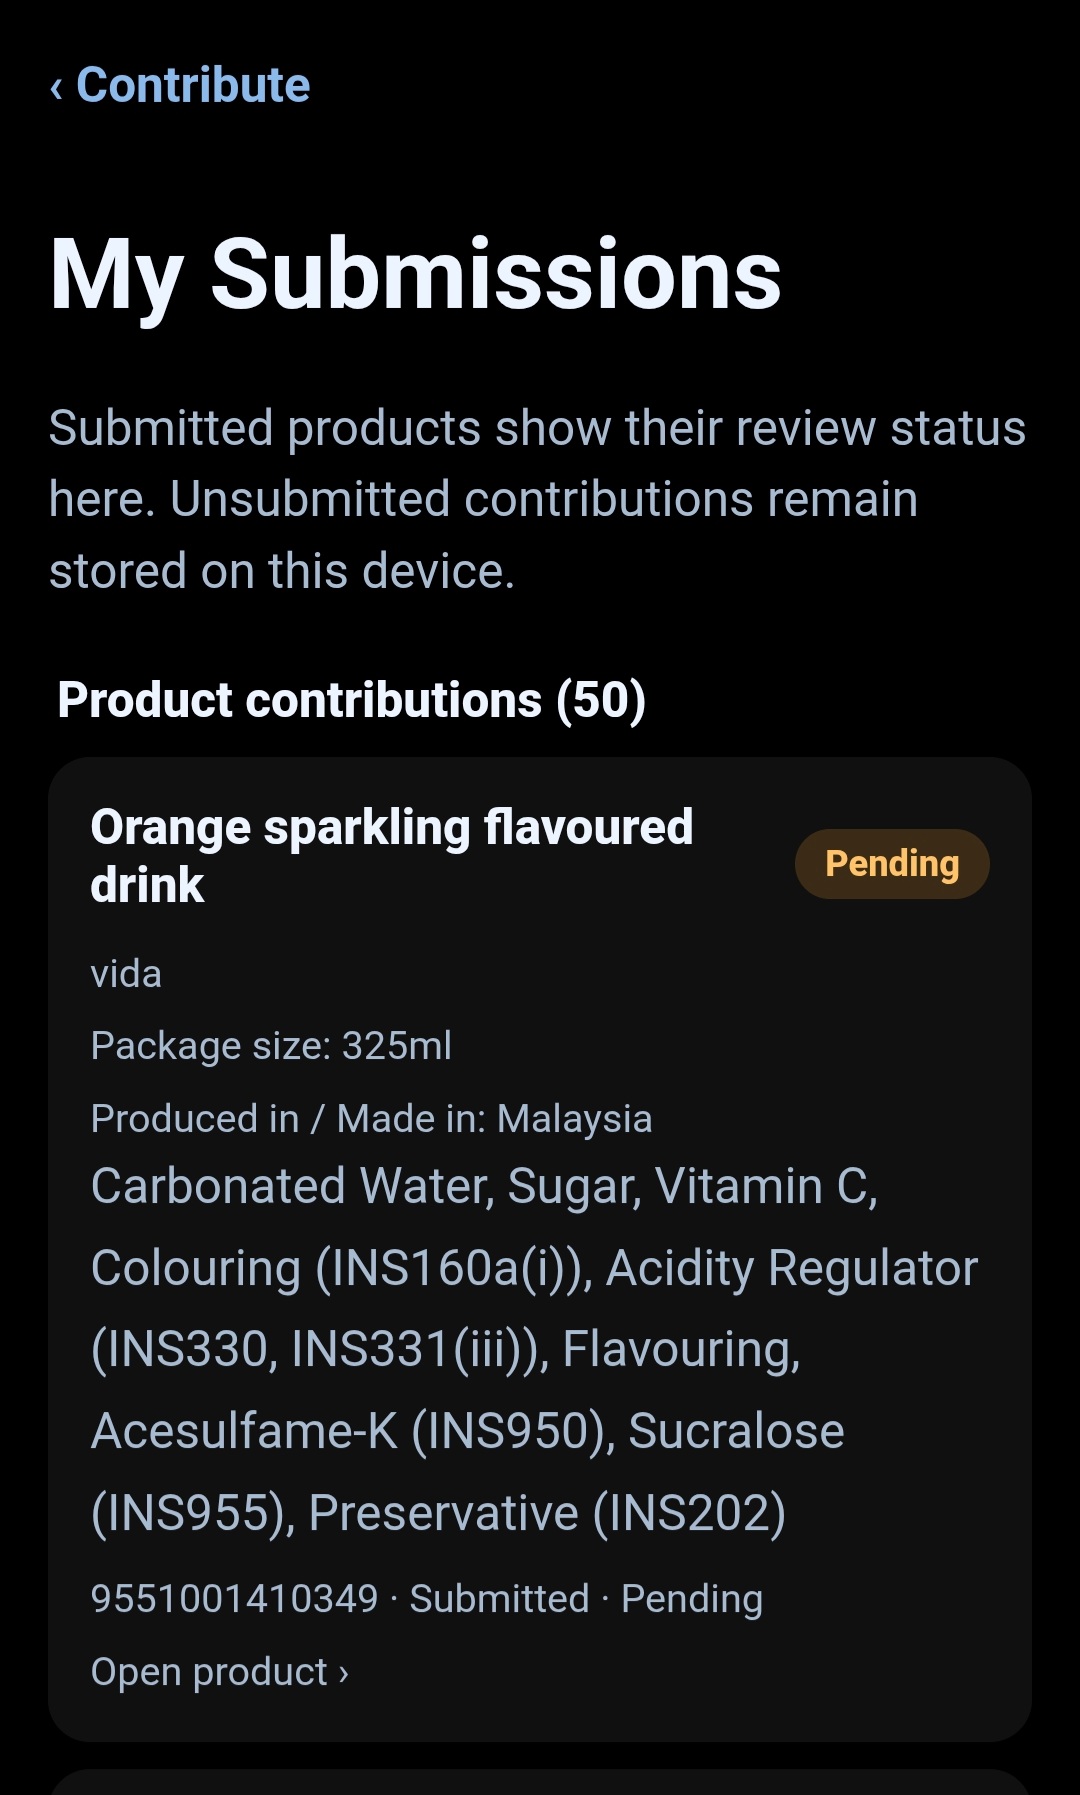 ‹ Contribute
My Submissions
Submitted products show their review status
here. Unsubmitted contributions remain
stored on this device.
Product contributions (50)
Orange sparkling flavoured
drink
Pending
vida
Package size: 325ml
Produced in / Made in: Malaysia
Carbonated Water, Sugar, Vitamin C,
Colouring (INS160a(i)), Acidity Regulator
(INS330, INS331(iii)), Flavouring,
Acesulfame-K (INS950), Sucralose
(INS955), Preservative (INS202)
9551001410349 · Submitted · Pending
Open product ›